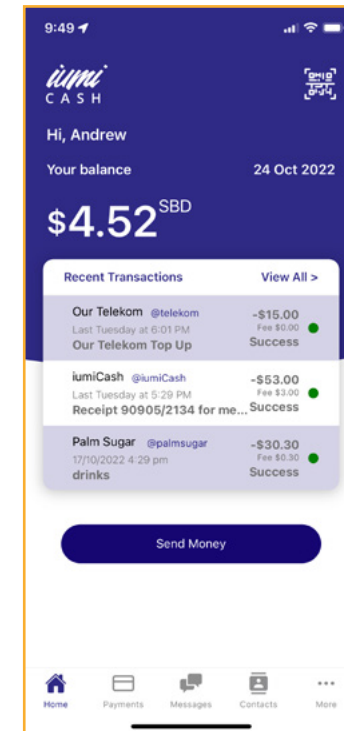 9:49
iumi
CASH
Hi, Andrew
Your balance 24 Oct 2022
$4.52 SBD
Recent Transactions View All >
Our Telekom @telekom -$15.00
Last Tuesday at 6:01 PM Fee $0.00
Our Telekom Top Up Success
iumiCash @iumiCash -$53.00
Last Tuesday at 5:29 PM Fee $3.00
Receipt 90905/2134 for me... Success
Palm Sugar @palmsugar -$30.30
17/10/2022 4:29 pm Fee $0.30
drinks Success
Send Money
Home Payments Messages Contacts More